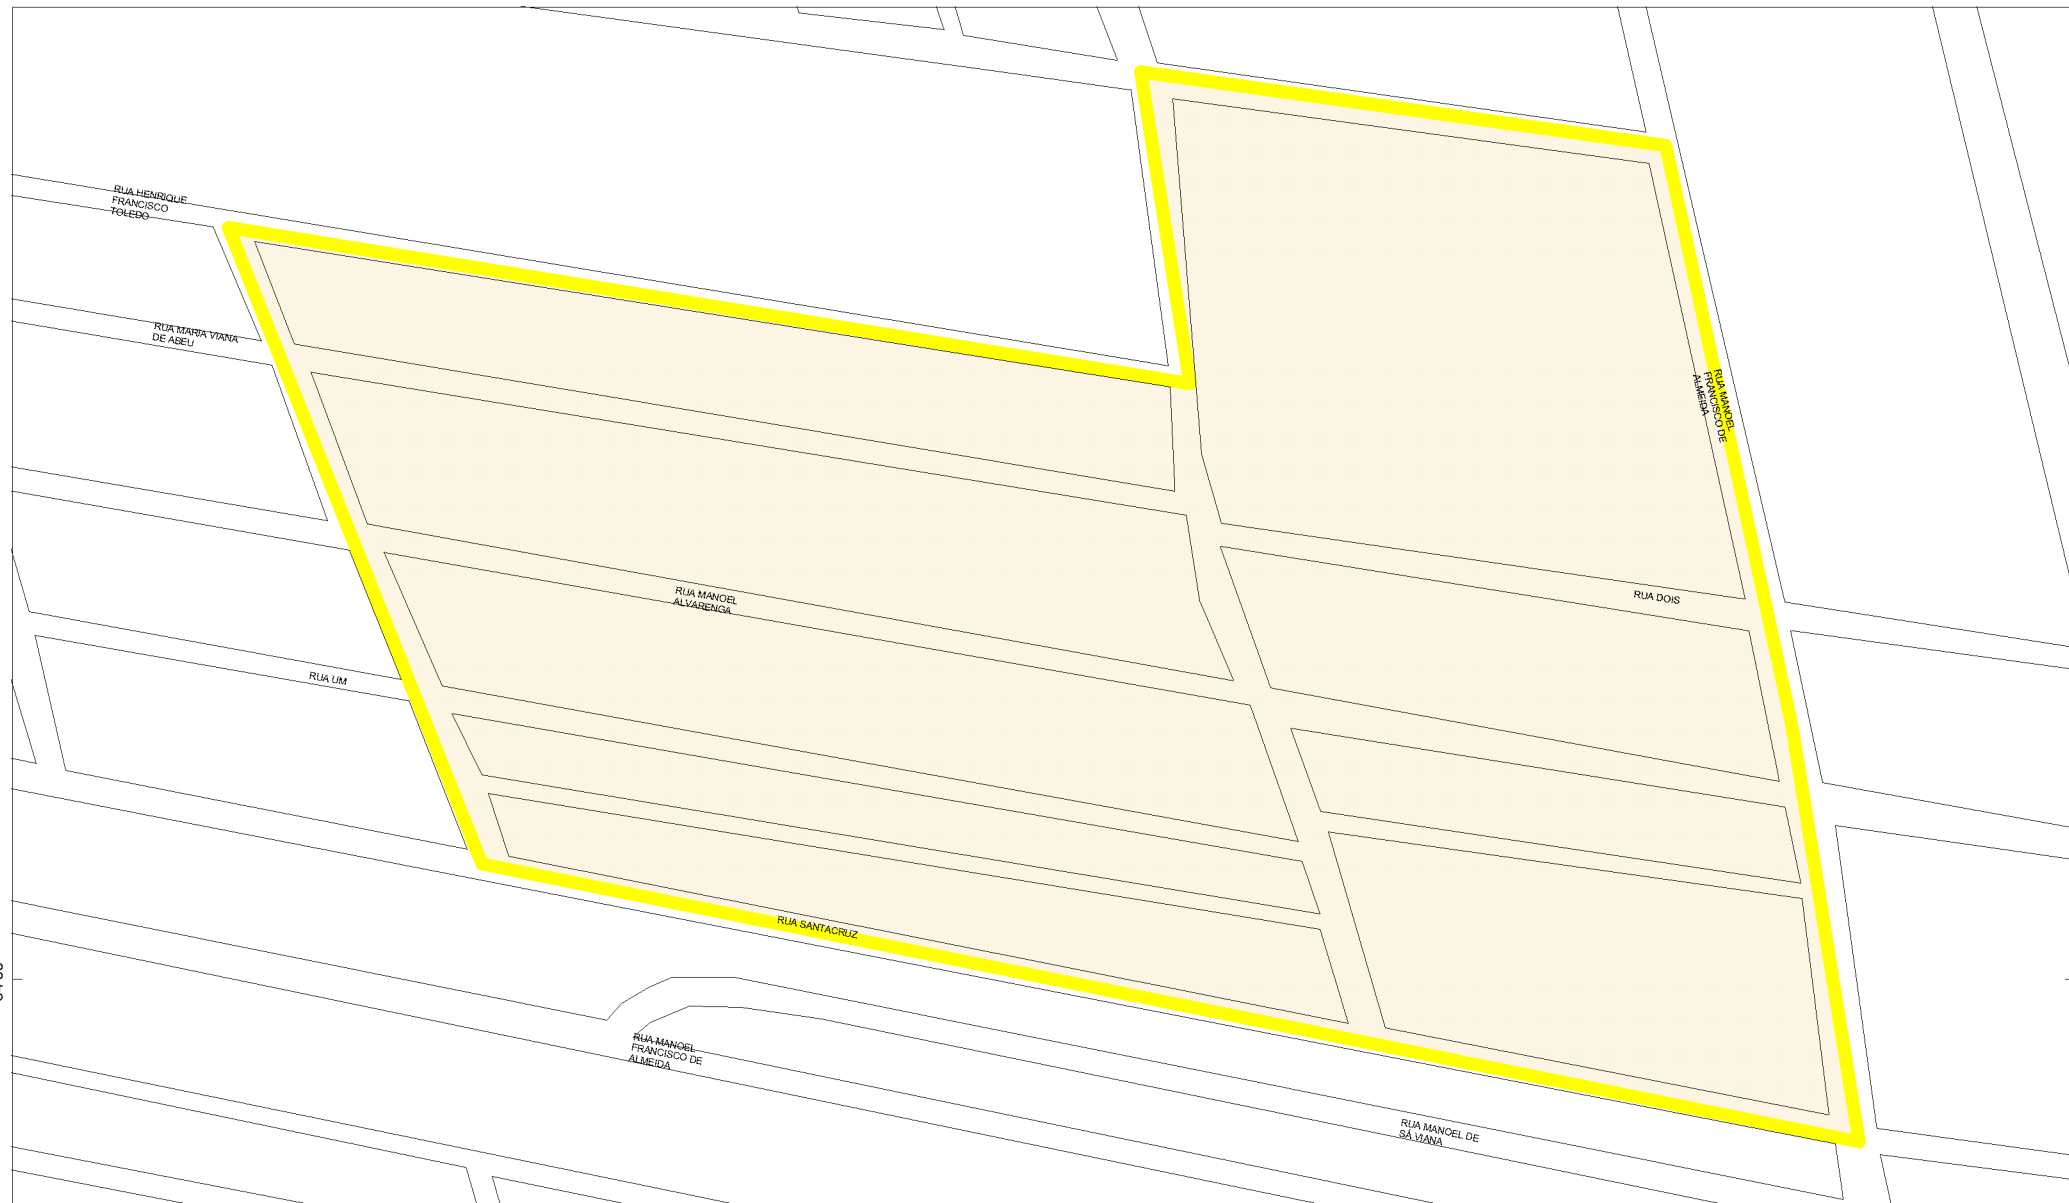 RUA HENRIQUE
FRANCISCO
TOLEDO
RUA MARIA VIANA
DE ABEU
RUA MANOEL
FRANCISCO DE
ALMEIDA
RUA MANOEL
ALVARENGA
RUA DOIS
RUA UM
RUA SANTACRUZ
RUA MANOEL
FRANCISCO DE
ALMEIDA
RUA MANOEL DE
SÁ VIANA